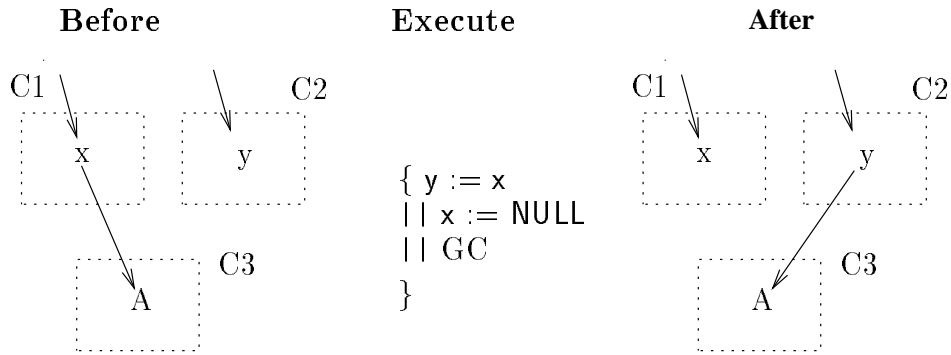 Before
Execute
After
C1
C2
x
y
C3
A
{ y := x
|| x := NULL
|| GC
}
C1
C2
x
y
C3
A